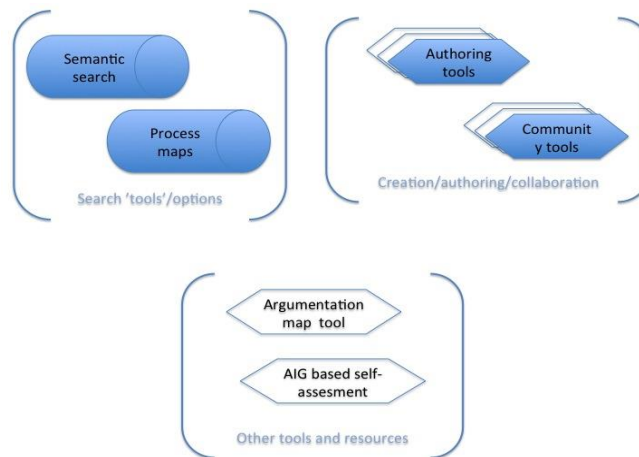 Semantic
search
Process
maps
Search 'tools'/options
Authoring
tools
Communit
y tools
Creation/authoring/collaboration
Argumentation
map tool
AIG based self-
assesment
Other tools and resources